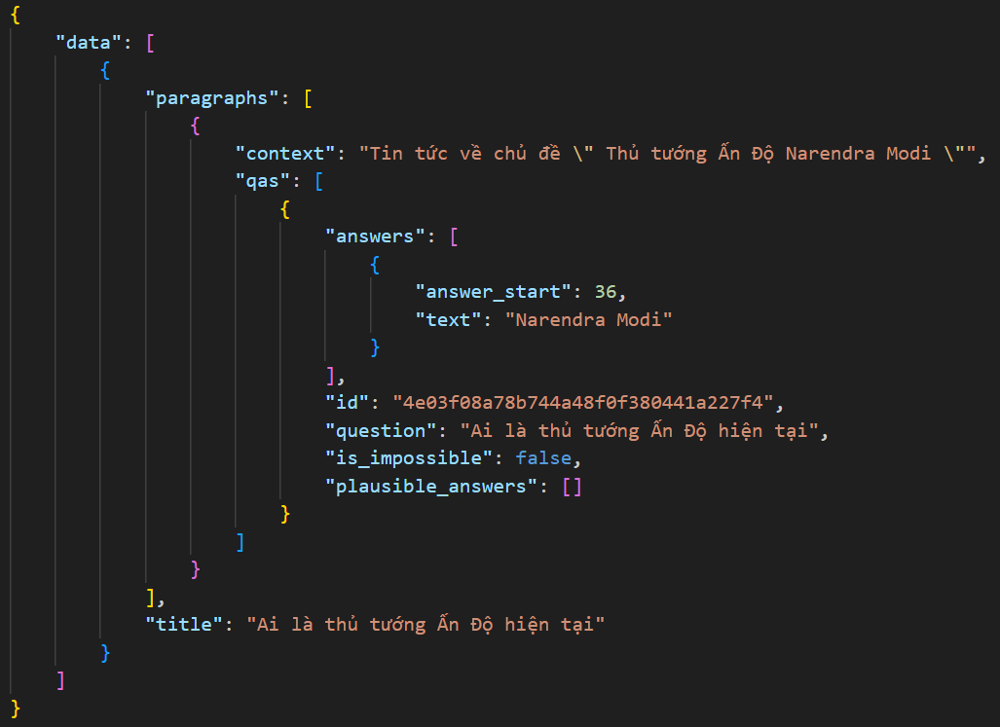 {
"data": [
{
"paragraphs": [
{
"context": "Tin tức về chủ đề \" Thủ tướng Ấn Độ Narendra Modi \"",
"qas": [
{
"answers": [
{
"answer_start": 36,
"text": "Narendra Modi"
}
],
"id": "4e03f08a78b744a48f0f380441a227f4",
"question": "Ai là thủ tướng Ấn Độ hiện tại",
"is_impossible": false,
"plausible_answers": []
}
]
}
],
"title": "Ai là thủ tướng Ấn Độ hiện tại"
}
]
}